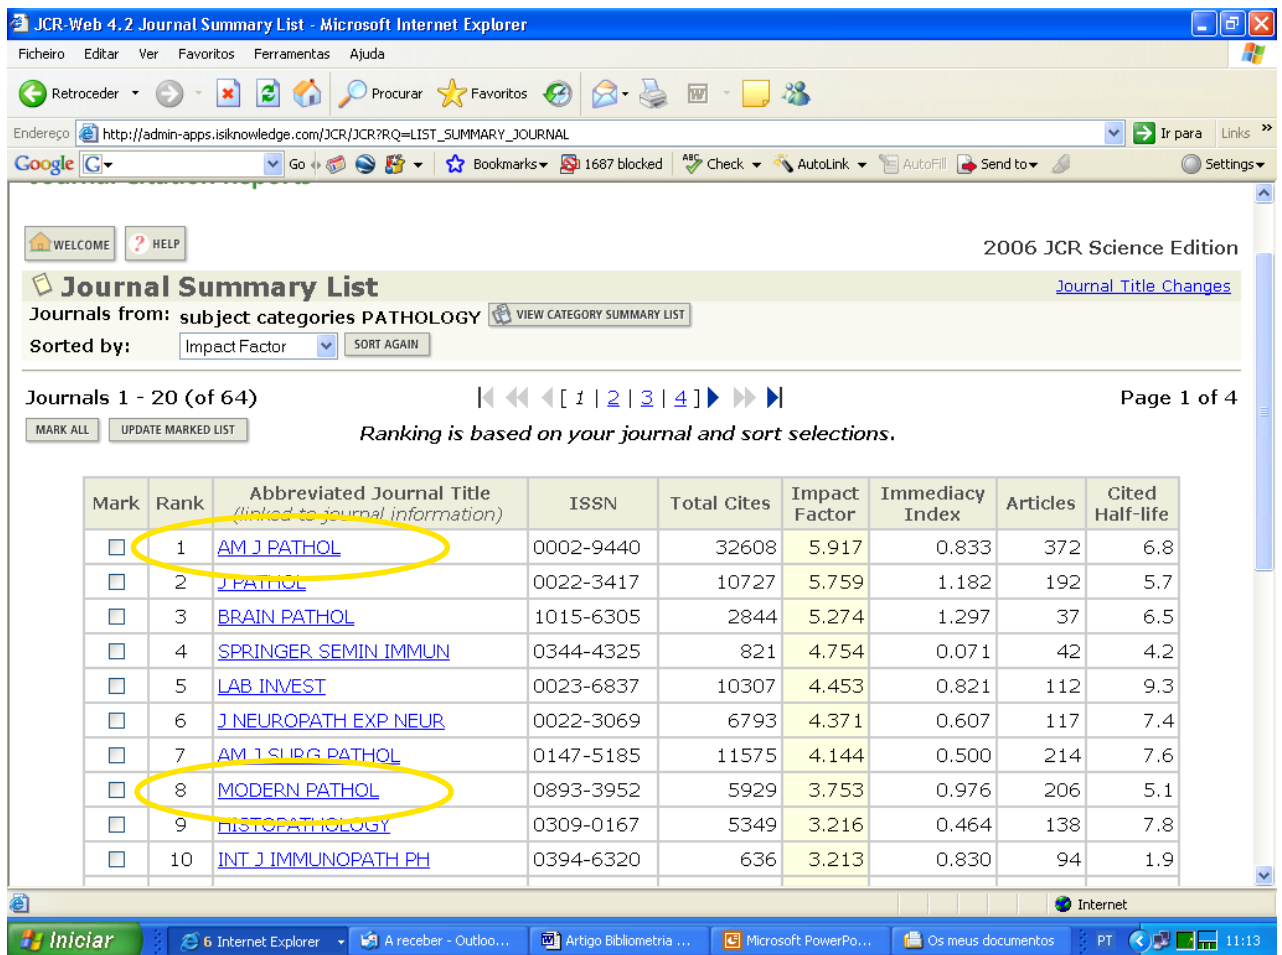 JCR-Web 4.2 Journal Summary List - Microsoft Internet Explorer
Ficheiro Editar Ver Favoritos Ferramentas Ajuda
Retroceder Procurar Favoritos
Endereço http://admin-apps.isiknowledge.com/JCR/JCR?RQ=LIST_SUMMARY_JOURNAL Ir para Links »
Google G Go Bookmarks 1687 blocked ABC Check AutoLink AutoFill Send to Settings
Journal Citation Reports
WELCOME ? HELP
2006 JCR Science Edition
Journal Summary List Journal Title Changes
Journals from: subject categories PATHOLOGY VIEW CATEGORY SUMMARY LIST
Sorted by: Impact Factor SORT AGAIN
Journals 1 - 20 (of 64) [ 1 | 2 | 3 | 4 ] Page 1 of 4
MARK ALL UPDATE MARKED LIST Ranking is based on your journal and sort selections.
Mark Rank Abbreviated Journal Title (linked to journal information) ISSN Total Cites Impact Factor Immediacy Index Articles Cited Half-life
1 AM J PATHOL 0002-9440 32608 5.917 0.833 372 6.8
2 J PATHOL 0022-3417 10727 5.759 1.182 192 5.7
3 BRAIN PATHOL 1015-6305 2844 5.274 1.297 37 6.5
4 SPRINGER SEMIN IMMUN 0344-4325 821 4.754 0.071 42 4.2
5 LAB INVEST 0023-6837 10307 4.453 0.821 112 9.3
6 J NEUROPATH EXP NEUR 0022-3069 6793 4.371 0.607 117 7.4
7 AM J SURG PATHOL 0147-5185 11575 4.144 0.500 214 7.6
8 MODERN PATHOL 0893-3952 5929 3.753 0.976 206 5.1
9 HISTOPATHOLOGY 0309-0167 5349 3.216 0.464 138 7.8
10 INT J IMMUNOPATH PH 0394-6320 636 3.213 0.830 94 1.9
Internet
Iniciar 6 Internet Explorer A receber - Outloo... Artigo Bibliometria ... Microsoft PowerPo... Os meus documentos PT 11:13